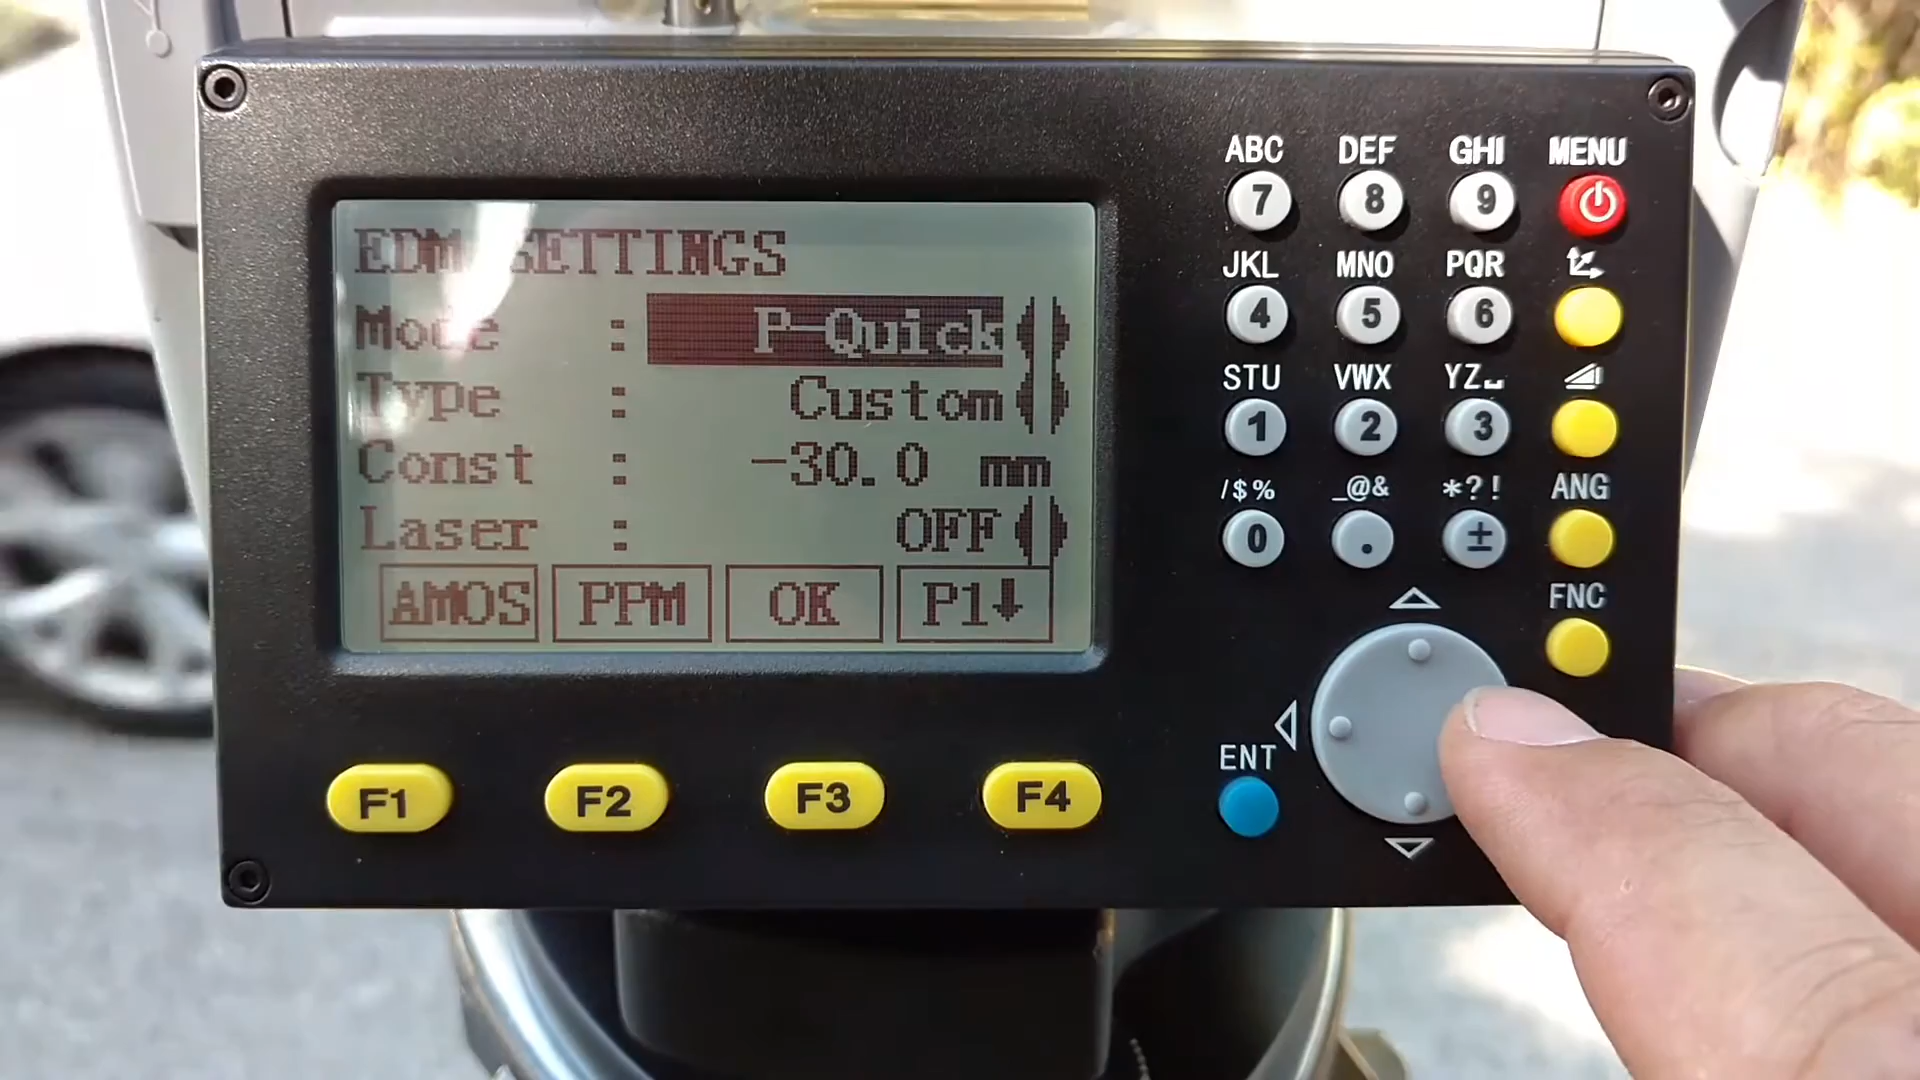 EDM SETTINGS
Mode : P-Quick
Type : Custom
Const : -30.0 mm
Laser : OFF
AMOS PPM OK P1↓
F1 F2 F3 F4
ABC DEF GHI MENU
7 8 9
JKL MNO PQR
4 5 6
STU VWX YZ␣
1 2 3
/$% _@& *?! ANG
0 . ±
FNC
ENT